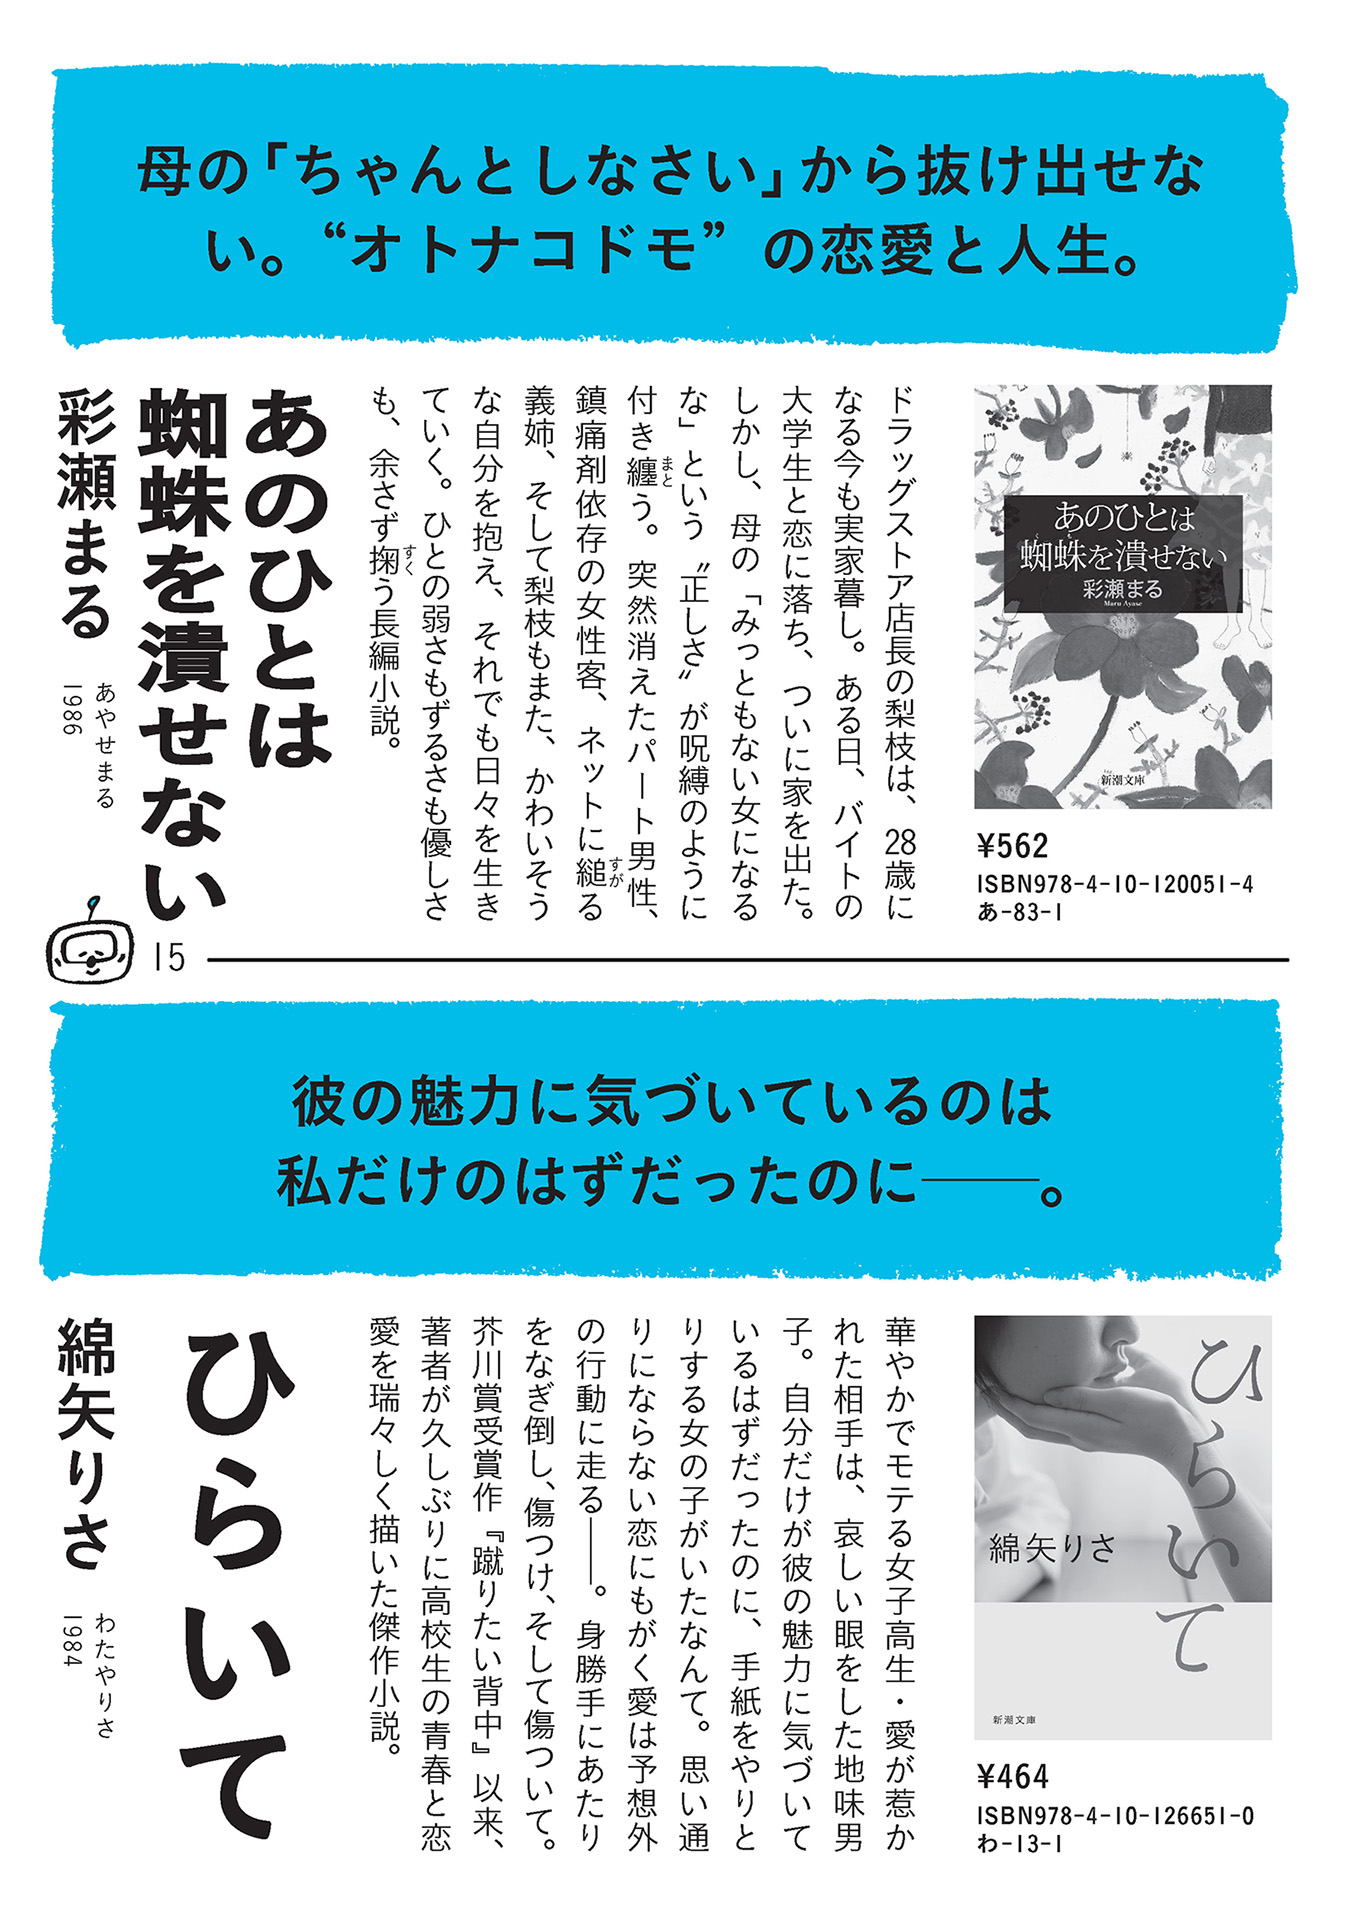 母の「ちゃんとしなさい」から抜け出せな
い。“オトナコドモ” の恋愛と人生。
あのひとは
蜘蛛を潰せない
彩瀬まる
Maru Ayase
新潮文庫
¥562
ISBN978-4-10-120051-4
あ-83-1
ドラッグストア店長の梨枝は、28歳に
なる今も実家暮し。ある日、バイトの
大学生と恋に落ち、ついに家を出た。
しかし、母の「みっともない女になる
な」という〝正しさ〟が呪縛のように
付き纏う。突然消えたパート男性、
まと
鎮痛剤依存の女性客、ネットに縋る
すが
義姉、そして梨枝もまた、かわいそう
な自分を抱え、それでも日々を生き
ていく。ひとの弱さもずるさも優しさ
も、余さず掬う長編小説。
すく
あのひとは
蜘蛛を潰せない
彩瀬まる
あやせまる
1986
15
彼の魅力に気づいているのは
私だけのはずだったのに――。
ひらいて
綿矢りさ
新潮文庫
¥464
ISBN978-4-10-126651-0
わ-13-1
華やかでモテる女子高生・愛が惹か
れた相手は、哀しい眼をした地味男
子。自分だけが彼の魅力に気づいて
いるはずだったのに、手紙をやりと
りする女の子がいたなんて。思い通
りにならない恋にもがく愛は予想外
の行動に走る――。身勝手にあたり
をなぎ倒し、傷つけ、そして傷ついて。
芥川賞受賞作『蹴りたい背中』以来、
著者が久しぶりに高校生の青春と恋
愛を瑞々しく描いた傑作小説。
ひらいて
綿矢りさ
わたやりさ
1984